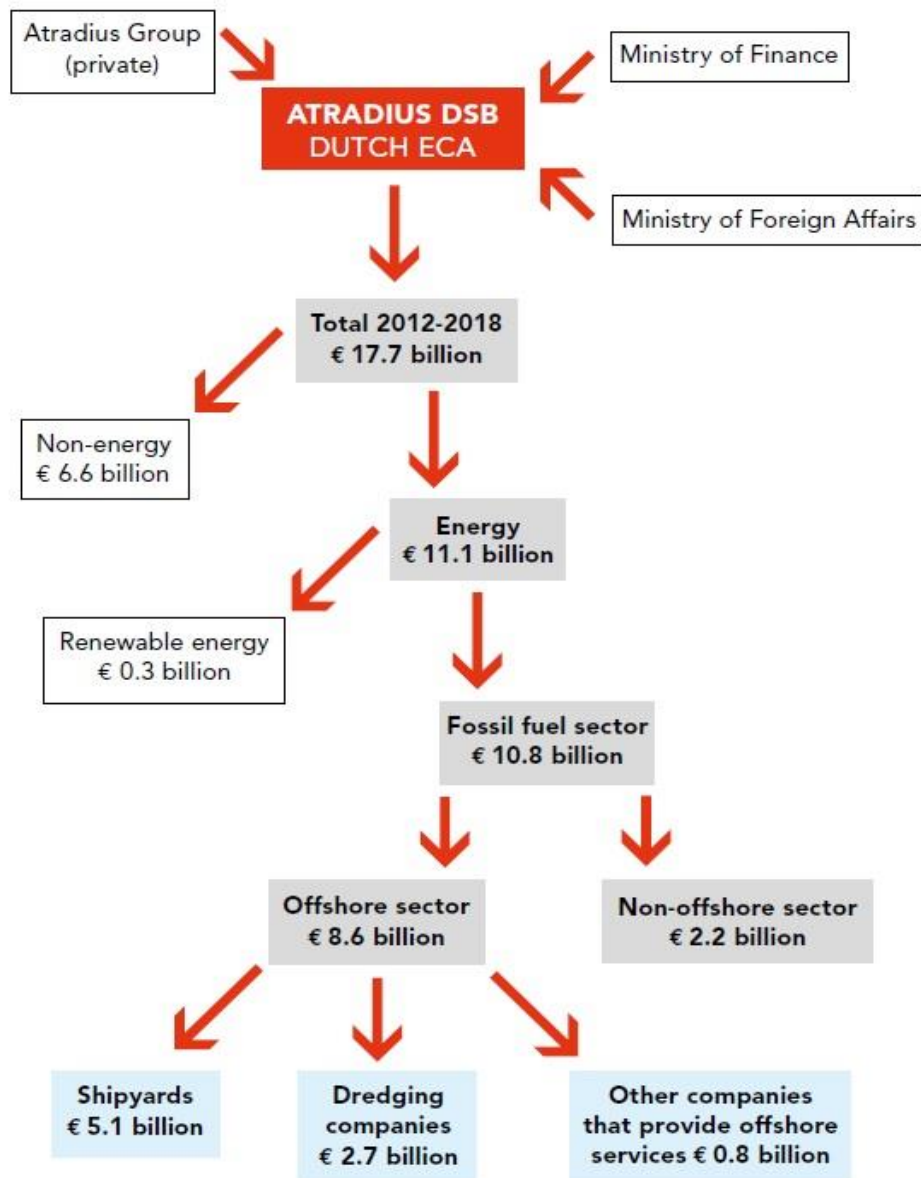 Atradius Group
(private)
Ministry of Finance
ATRADIUS DSB
DUTCH ECA
Ministry of Foreign Affairs
Total 2012-2018
€ 17.7 billion
Non-energy
€ 6.6 billion
Energy
€ 11.1 billion
Renewable energy
€ 0.3 billion
Fossil fuel sector
€ 10.8 billion
Offshore sector
€ 8.6 billion
Non-offshore sector
€ 2.2 billion
Shipyards
€ 5.1 billion
Dredging
companies
€ 2.7 billion
Other companies
that provide offshore
services € 0.8 billion